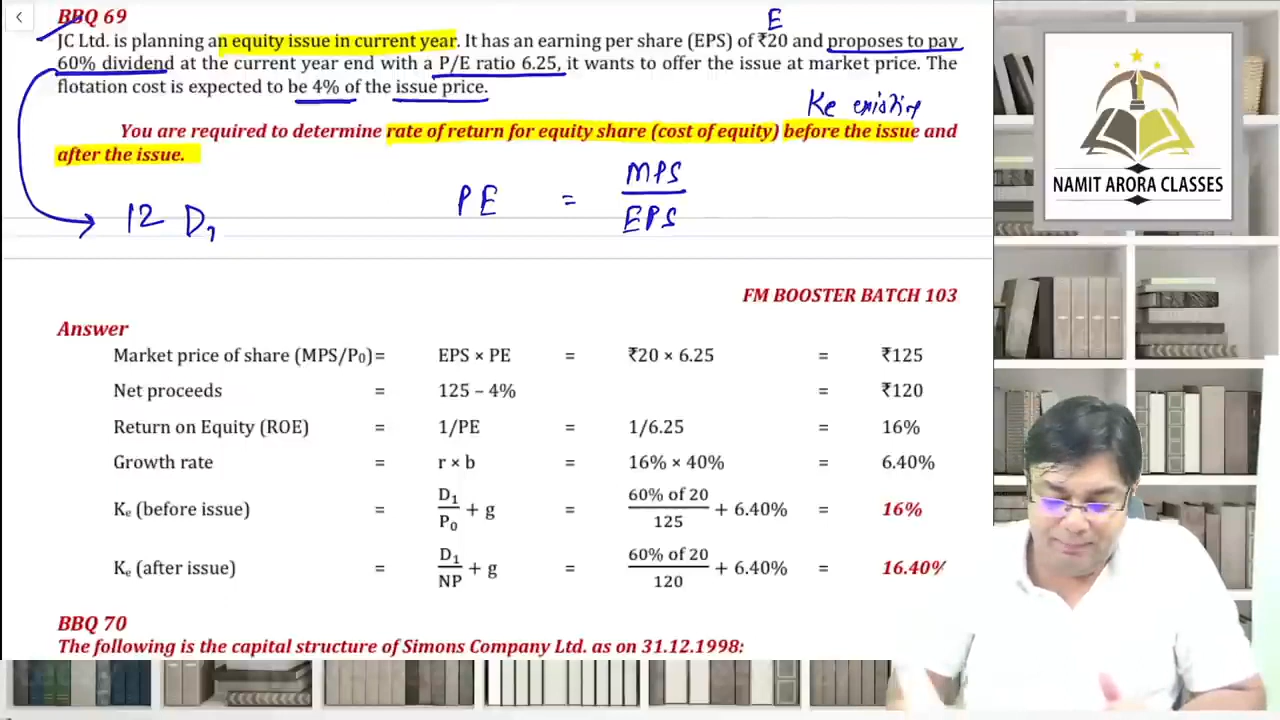 BBQ 69
E
JC Ltd. is planning an equity issue in current year. It has an earning per share (EPS) of ₹20 and proposes to pay
60% dividend at the current year end with a P/E ratio 6.25, it wants to offer the issue at market price. The
flotation cost is expected to be 4% of the issue price.
Ke existing
You are required to determine rate of return for equity share (cost of equity) before the issue and
after the issue.
PE = MPS
EPS
12 D1
NAMIT ARORA CLASSES
FM BOOSTER BATCH 103
Answer
Market price of share (MPS/P0)= EPS × PE = ₹20 × 6.25 = ₹125
Net proceeds = 125 – 4% = ₹120
Return on Equity (ROE) = 1/PE = 1/6.25 = 16%
Growth rate = r × b = 16% × 40% = 6.40%
Ke (before issue) = D1/P0 + g = 60% of 20/125 + 6.40% = 16%
Ke (after issue) = D1/NP + g = 60% of 20/120 + 6.40% = 16.40%
BBQ 70
The following is the capital structure of Simons Company Ltd. as on 31.12.1998: